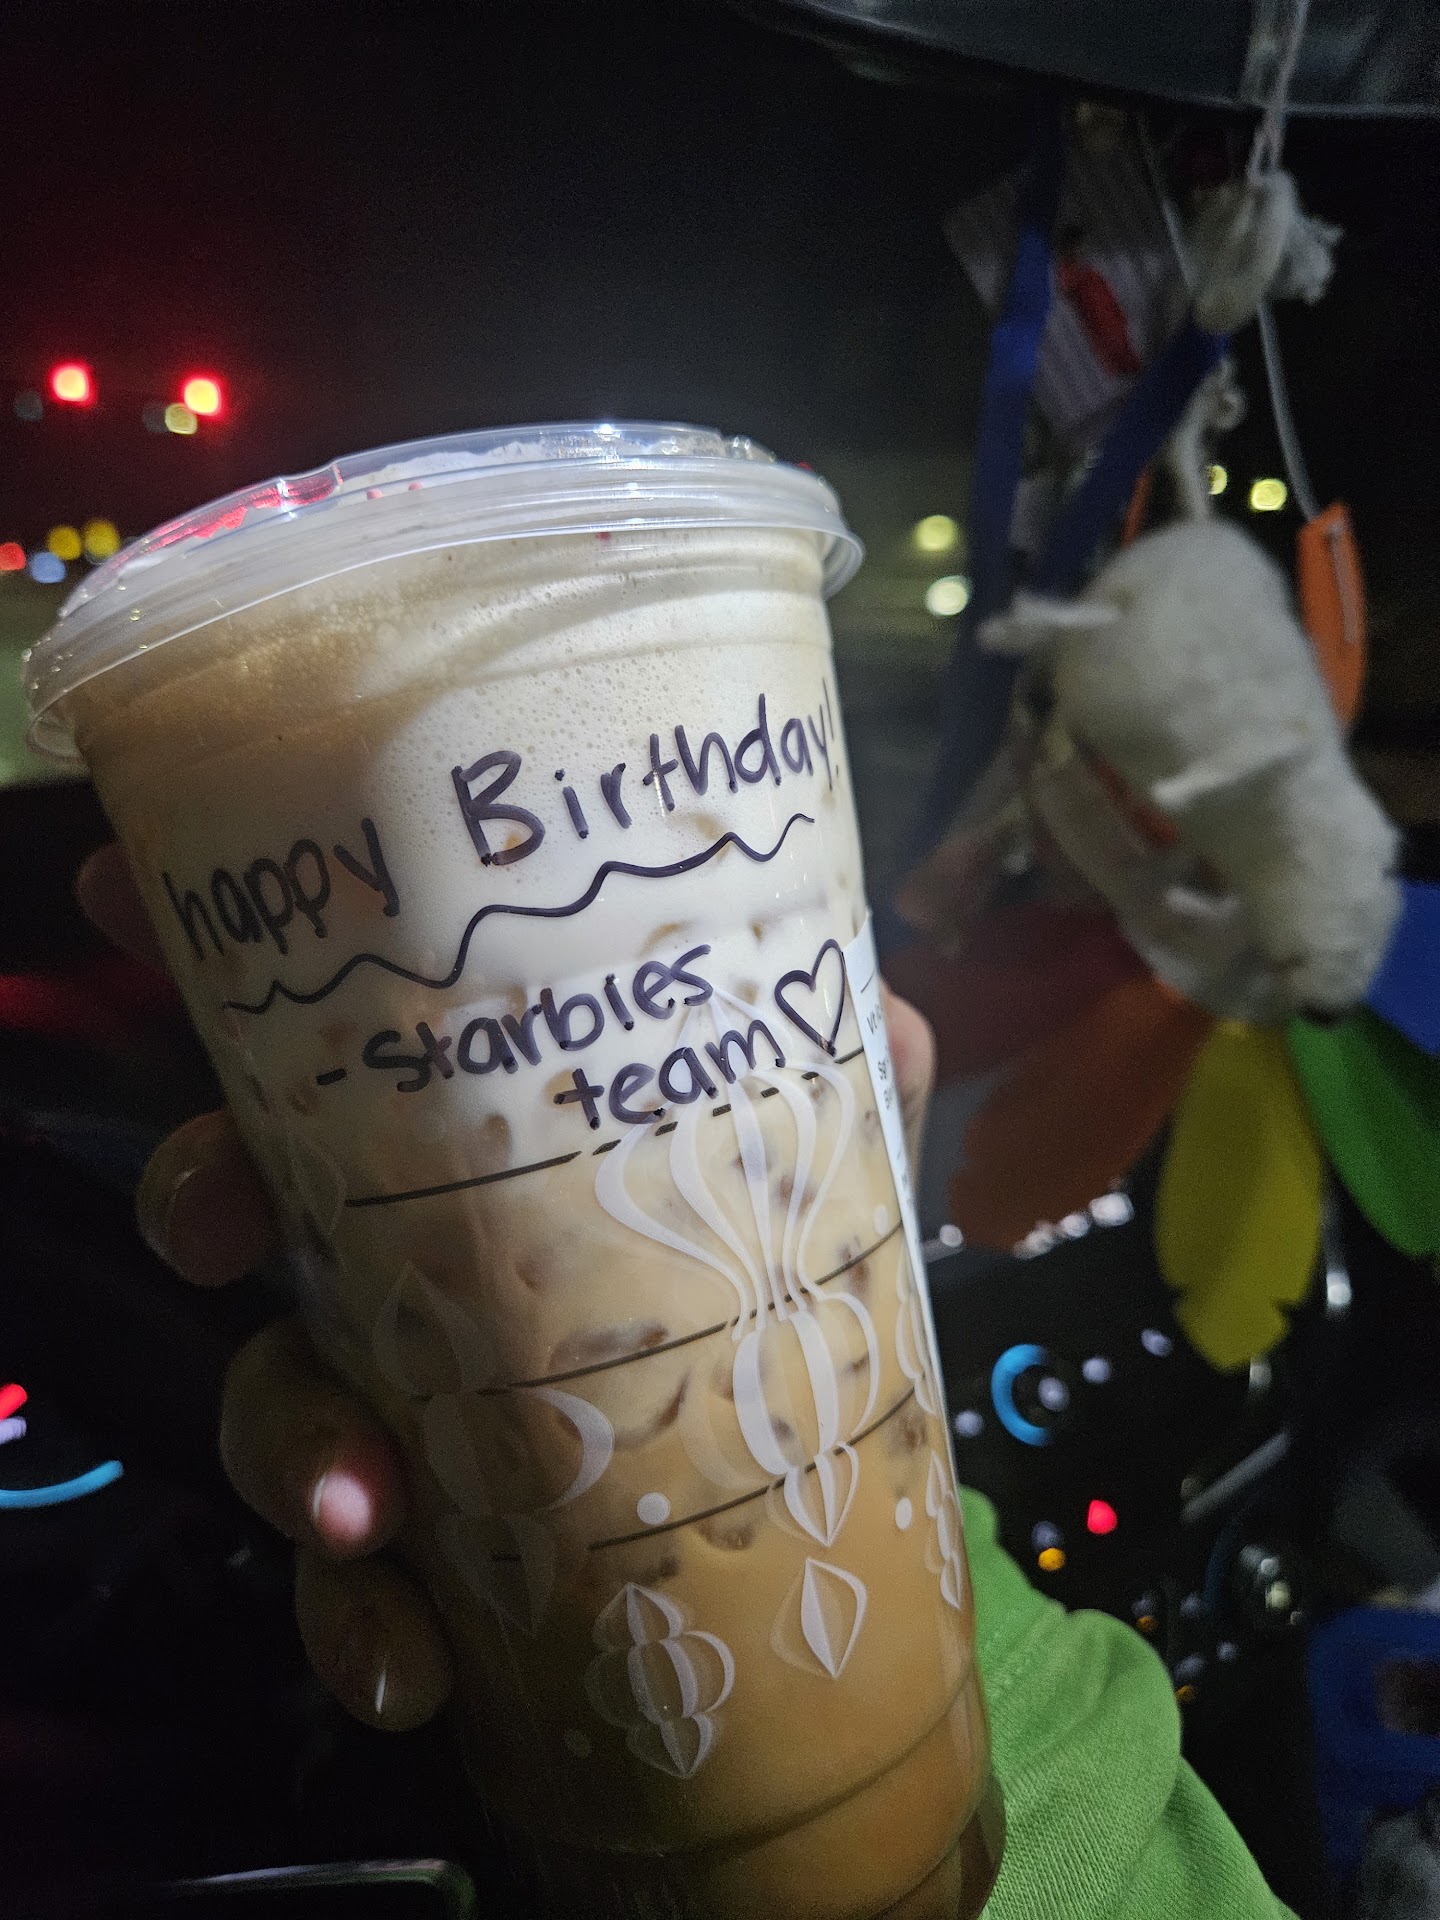 happy Birthday!
-starbies
team♡